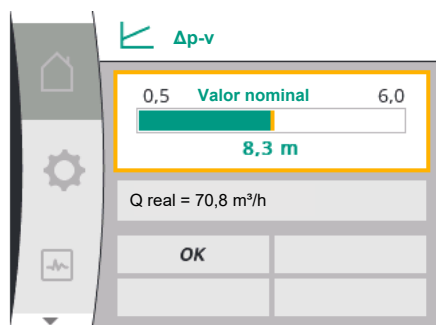 Δp-v
0,5 Valor nominal 6,0
8,3 m
Q real = 70,8 m³/h
OK